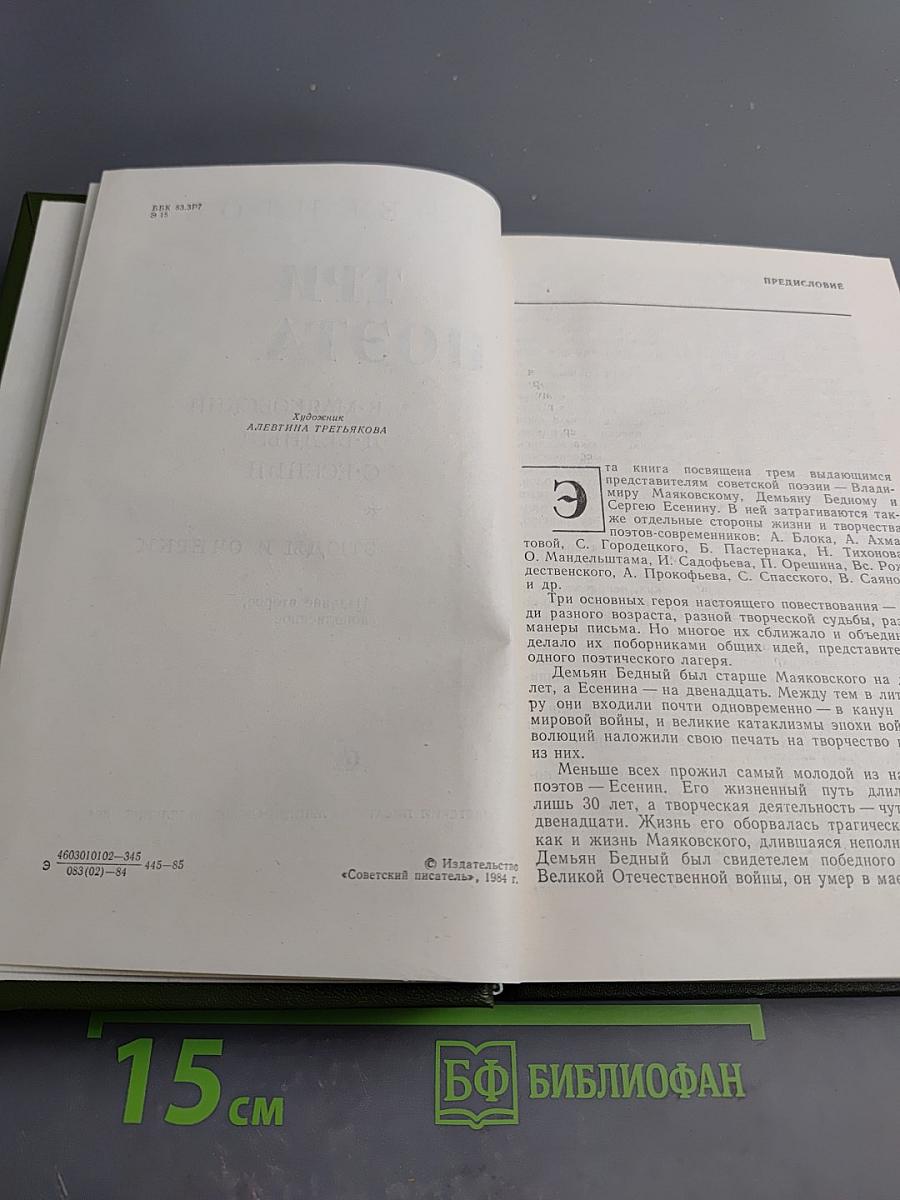 ББК 83.3Р7
Э 15
Художник
АЛЕВТИНА ТРЕТЬЯКОВА
Э 4603010102—345
083(02)—84 445—85
© Издательство
«Советский писатель», 1984 г.
ПРЕДИСЛОВИЕ
Эта книга посвящена трем выдающимся
представителям советской поэзии — Влади-
миру Маяковскому, Демьяну Бедному и
Сергею Есенину. В ней затрагиваются так-
же отдельные стороны жизни и творчества
поэтов-современников: А. Блока, А. Ахма-
товой, С. Городецкого, Б. Пастернака, Н. Тихонова,
О. Мандельштама, И. Садофьева, П. Орешина, Вс. Рож
дественского, А. Прокофьева, С. Спасского, В. Саяно
и др.
Три основных героя настоящего повествования —
ди разного возраста, разной творческой судьбы, раз
манеры письма. Но многое их сближало и объедин
делало их поборниками общих идей, представите
одного поэтического лагеря.
Демьян Бедный был старше Маяковского на
лет, а Есенина — на двенадцать. Между тем в лит
ру они входили почти одновременно — в канун
мировой войны, и великие катаклизмы эпохи вой
волюций наложили свою печать на творчество
из них.
Меньше всех прожил самый молодой из на
поэтов — Есенин. Его жизненный путь длил
лишь 30 лет, а творческая деятельность — чут
двенадцати. Жизнь его оборвалась трагическ
как и жизнь Маяковского, длившаяся неполн
Демьян Бедный был свидетелем победного
Великой Отечественной войны, он умер в мае
15 см
БФ БИБЛИОФАН